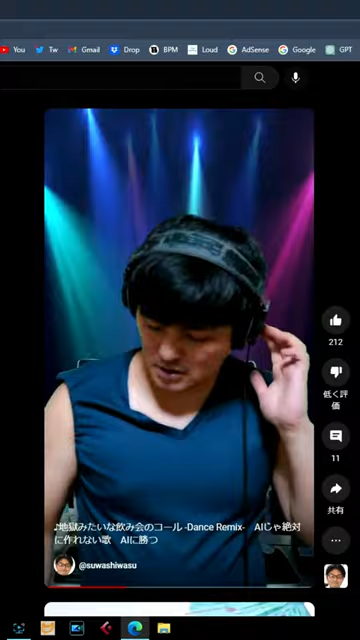 You
Tw
Gmail
Drop
BPM
Loud
AdSense
Google
GPT
212
低く評
価
11
共有
♪地獄みたいな飲み会のコール -Dance Remix- AIじゃ絶対
に作れない歌 AIに勝つ
@suwashiwasu